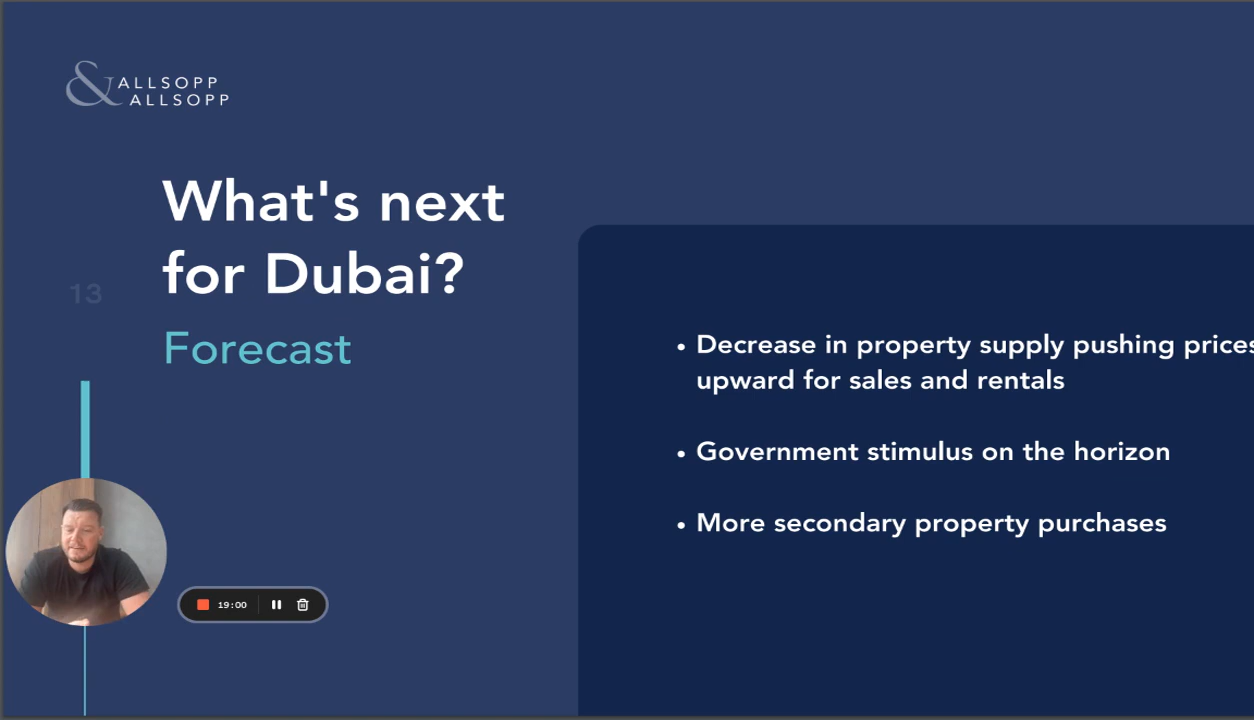 &ALLSOPP
ALLSOPP
What's next
for Dubai?
13
Forecast
• Decrease in property supply pushing prices
upward for sales and rentals
• Government stimulus on the horizon
• More secondary property purchases
19:00